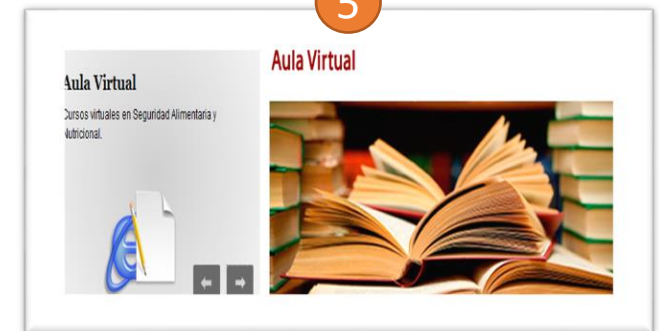 5
Aula Virtual
Aula Virtual
Cursos virtuales en Seguridad Alimentaria y
Nutricional.